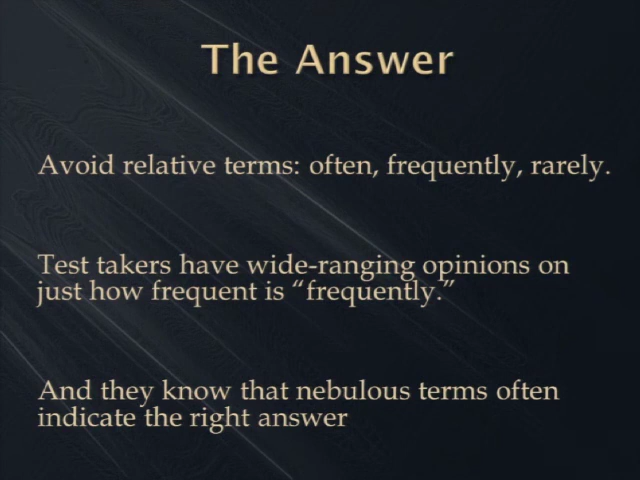 The Answer
Avoid relative terms: often, frequently, rarely.
Test takers have wide-ranging opinions on
just how frequent is “frequently.”
And they know that nebulous terms often
indicate the right answer